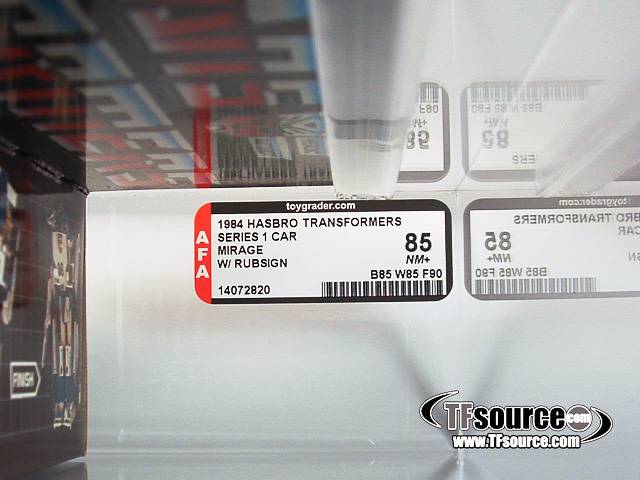 toygrader.com
AFA
1984 HASBRO TRANSFORMERS
SERIES 1 CAR
MIRAGE
W/ RUBSIGN
85
NM+
B85 W85 F90
14072820
FINISH
TFsource.com
www.TFsource.com